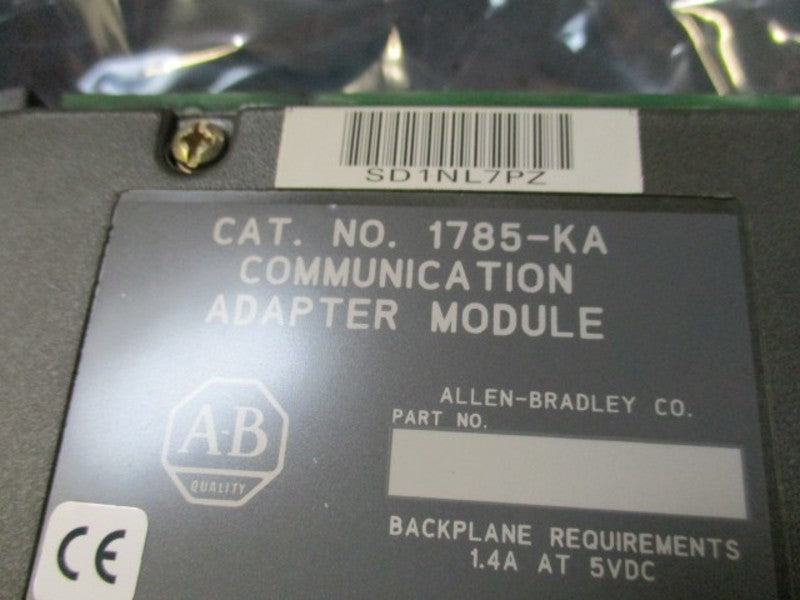 SD1NL7PZ
CAT. NO. 1785-KA
COMMUNICATION
ADAPTER MODULE
A-B
QUALITY
ALLEN-BRADLEY CO.
PART NO.
CE
BACKPLANE REQUIREMENTS
1.4A AT 5VDC